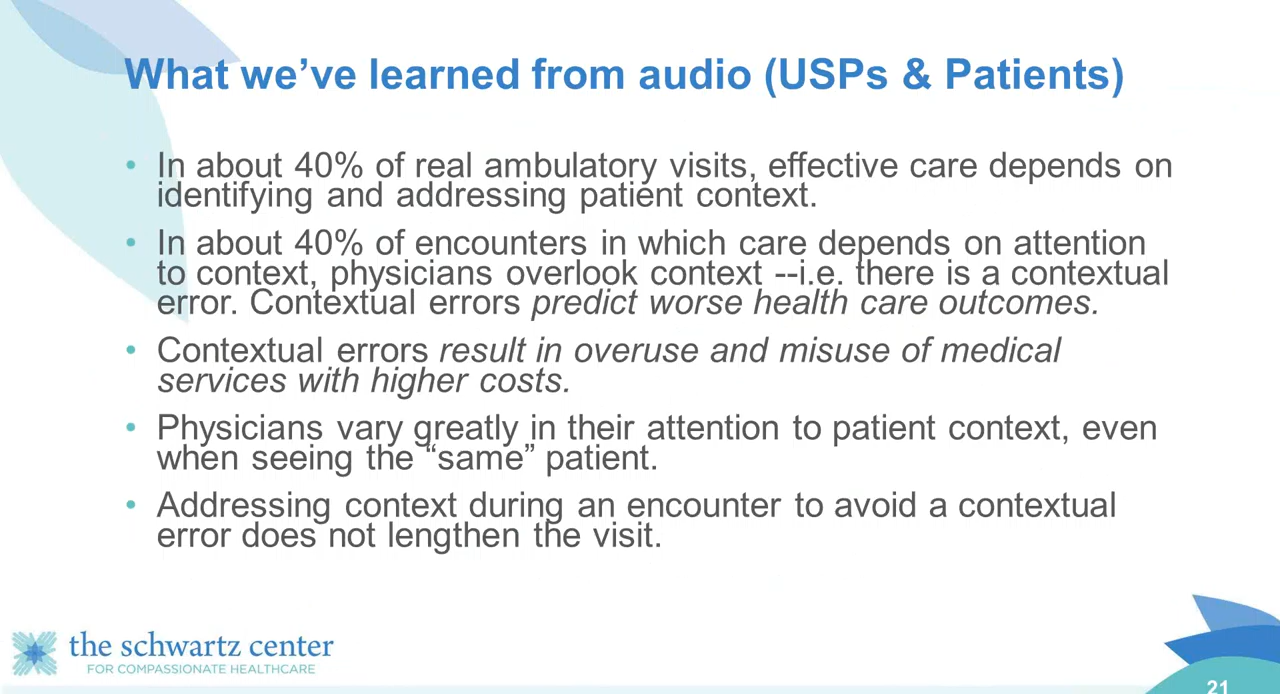 What we’ve learned from audio (USPs & Patients)
• In about 40% of real ambulatory visits, effective care depends on
identifying and addressing patient context.
• In about 40% of encounters in which care depends on attention
to context, physicians overlook context --i.e. there is a contextual
error. Contextual errors predict worse health care outcomes.
• Contextual errors result in overuse and misuse of medical
services with higher costs.
• Physicians vary greatly in their attention to patient context, even
when seeing the “same” patient.
• Addressing context during an encounter to avoid a contextual
error does not lengthen the visit.
the schwartz center
FOR COMPASSIONATE HEALTHCARE
21